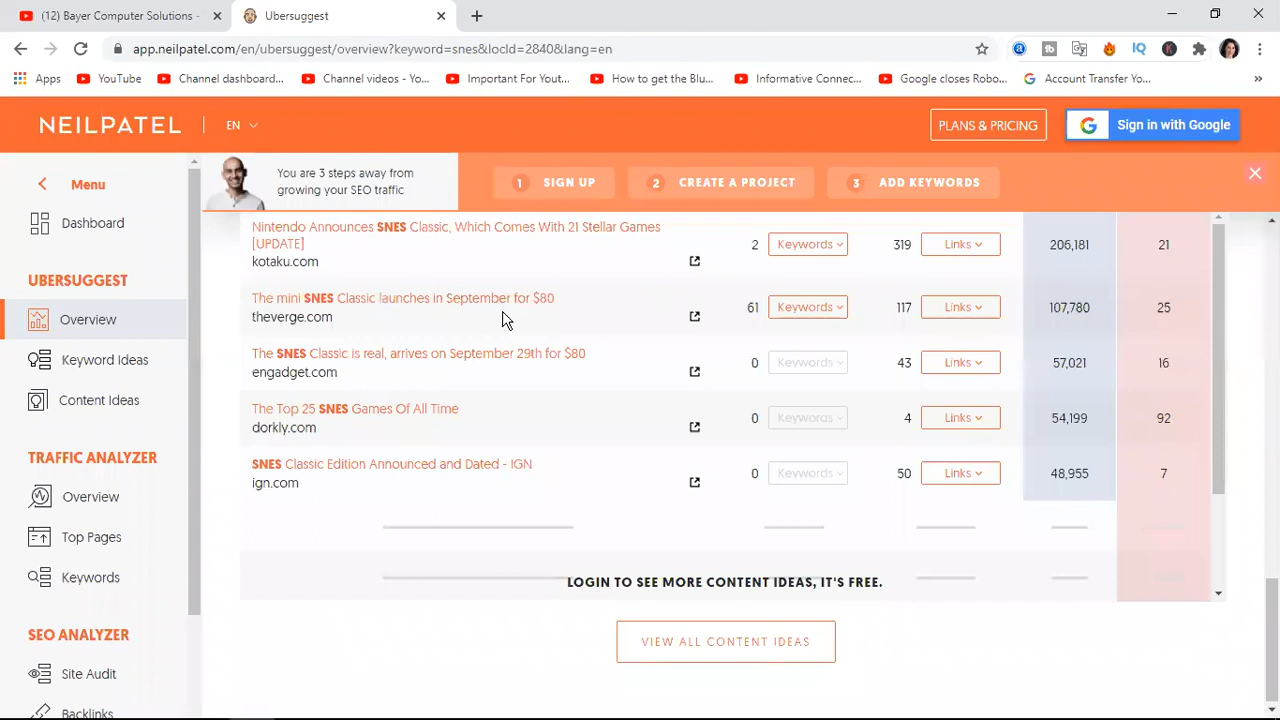 (12) Bayer Computer Solutions -
Ubersuggest
app.neilpatel.com/en/ubersuggest/overview?keyword=snes&locId=2840&lang=en
Apps
YouTube
Channel dashboard...
Channel videos - Yo...
Important For Yout...
How to get the Blu...
Informative Connec...
Google closes Robo...
Account Transfer Yo...
»
NEILPATEL
EN
PLANS & PRICING
G Sign in with Google
Menu
Dashboard
UBERSUGGEST
Overview
Keyword Ideas
Content Ideas
TRAFFIC ANALYZER
Overview
Top Pages
Keywords
SEO ANALYZER
Site Audit
Backlinks
You are 3 steps away from
growing your SEO traffic
1 SIGN UP
2 CREATE A PROJECT
3 ADD KEYWORDS
Nintendo Announces SNES Classic, Which Comes With 21 Stellar Games
[UPDATE]
kotaku.com
2 Keywords 319 Links 206,181 21
The mini SNES Classic launches in September for $80
theverge.com
61 Keywords 117 Links 107,780 25
The SNES Classic is real, arrives on September 29th for $80
engadget.com
0 Keywords 43 Links 57,021 16
The Top 25 SNES Games Of All Time
dorkly.com
0 Keywords 4 Links 54,199 92
SNES Classic Edition Announced and Dated - IGN
ign.com
0 Keywords 50 Links 48,955 7
LOGIN TO SEE MORE CONTENT IDEAS, IT'S FREE.
VIEW ALL CONTENT IDEAS